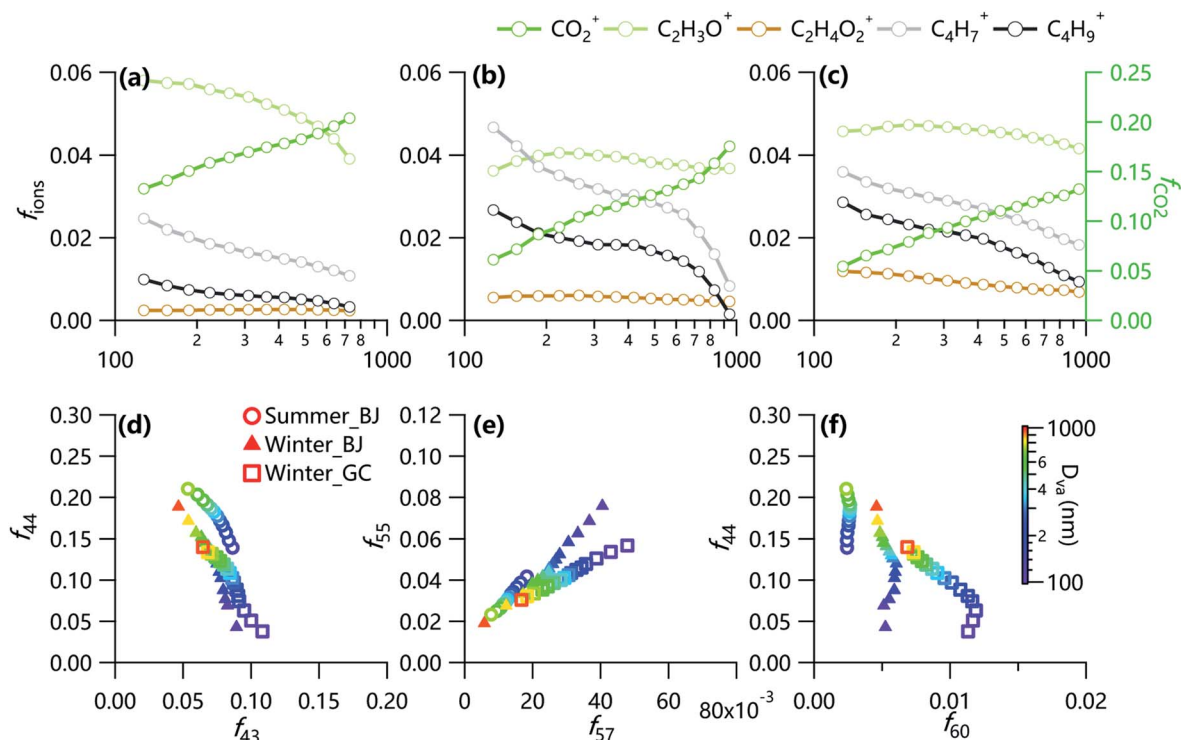 CO₂⁺ C₂H₃O⁺ C₂H₄O₂⁺ C₄H₇⁺ C₄H₉⁺
(a) (b) (c)
0.06 0.06 0.06 0.25
0.20
0.04 0.04 0.04
0.15
f_ions f_CO2
0.10
0.02 0.02 0.02
0.05
0.00 0.00 0.00 0.00
2 3 4 5 6 7 8 2 3 4 5 6 7 8 2 3 4 5 6 7 8
100 100 1000 1000
(d) (e) (f)
Summer_BJ
Winter_BJ
Winter_GC
0.30 0.12 0.30
0.25 0.10 0.25
0.20 0.08 0.20
f₄₄ 0.15 f₅₅ 0.06 f₄₄ 0.15
0.10 0.04 0.10
0.05 0.02 0.05
0.00 0.00 0.00
0.00 0.05 0.10 0.15 0.20 0 20 40 60 80x10⁻³ 0.00 0.01 0.02
f₄₃ f₅₇ f₆₀
1000
6
4
2
100
D_va (nm)